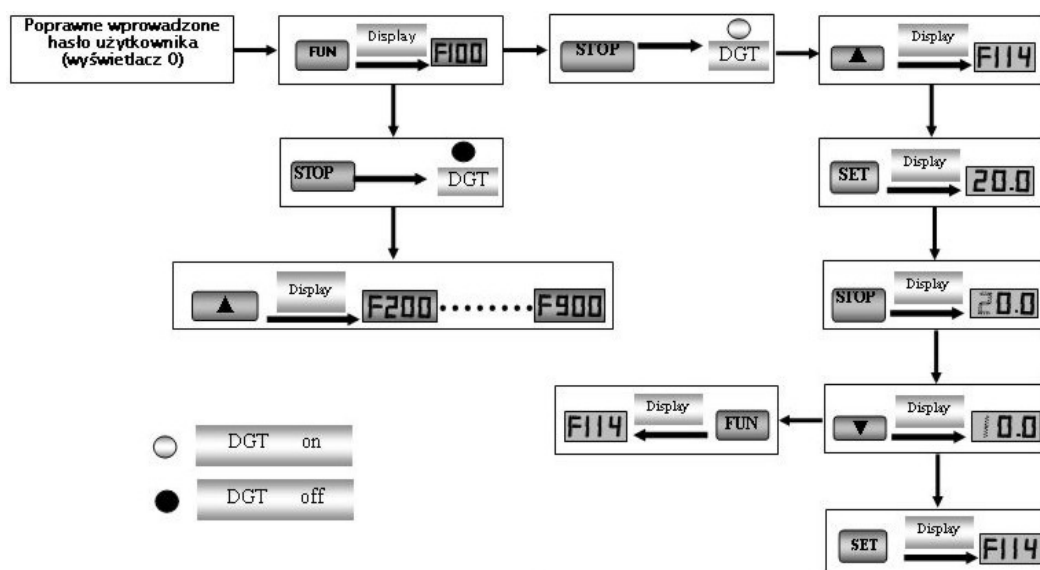 Poprawne wprowadzone
hasło użytkownika
(wyświetlacz 0)
FUN
Display
F100
STOP
DGT
▲
Display
F114
STOP
DGT
SET
Display
20.0
▲
Display
F200 ........ F900
STOP
Display
20.0
F114
Display
FUN
▼
Display
10.0
DGT on
DGT off
SET
Display
F114